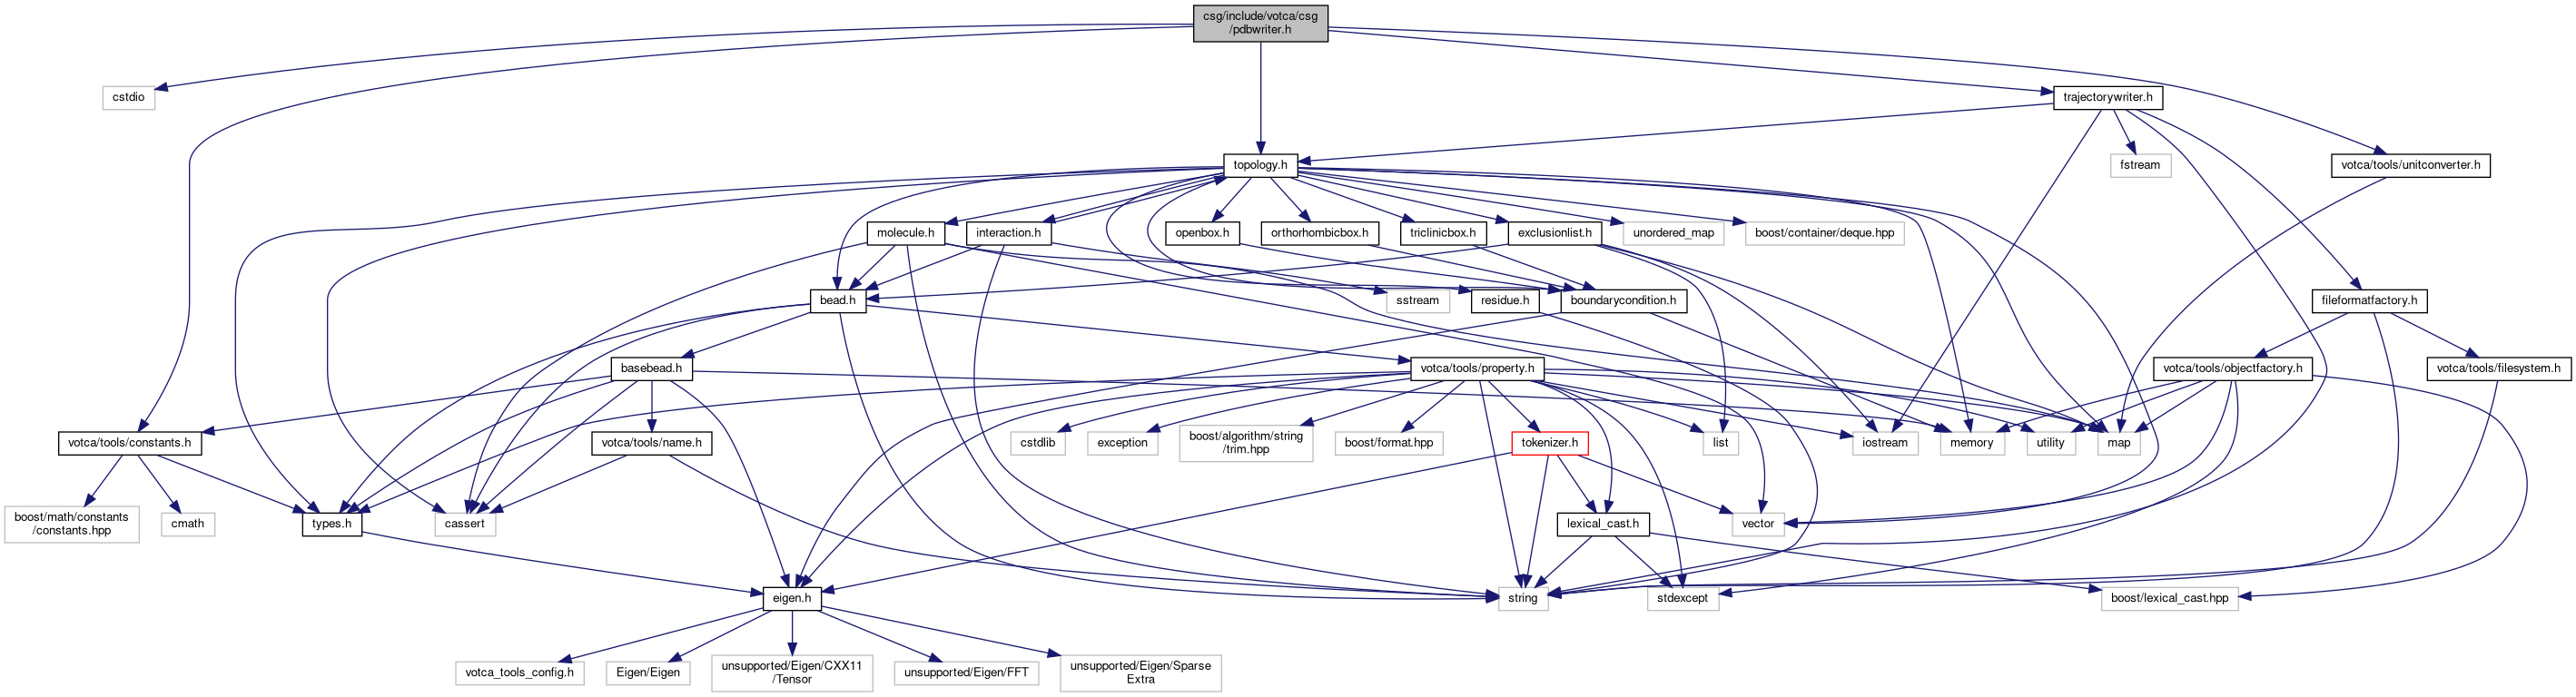 csg/include/votca/csg
/pdbwriter.h
cstdio
trajectorywriter.h
topology.h
fstream
votca/tools/unitconverter.h
molecule.h
interaction.h
openbox.h
orthorhombicbox.h
triclinicbox.h
exclusionlist.h
unordered_map
boost/container/deque.hpp
bead.h
sstream
residue.h
boundarycondition.h
fileformatfactory.h
basebead.h
votca/tools/property.h
votca/tools/objectfactory.h
votca/tools/filesystem.h
votca/tools/constants.h
votca/tools/name.h
cstdlib
exception
boost/algorithm/string
/trim.hpp
boost/format.hpp
tokenizer.h
list
iostream
memory
utility
map
boost/math/constants
/constants.hpp
cmath
types.h
cassert
lexical_cast.h
vector
eigen.h
string
stdexcept
boost/lexical_cast.hpp
votca_tools_config.h
Eigen/Eigen
unsupported/Eigen/CXX11
/Tensor
unsupported/Eigen/FFT
unsupported/Eigen/Sparse
Extra